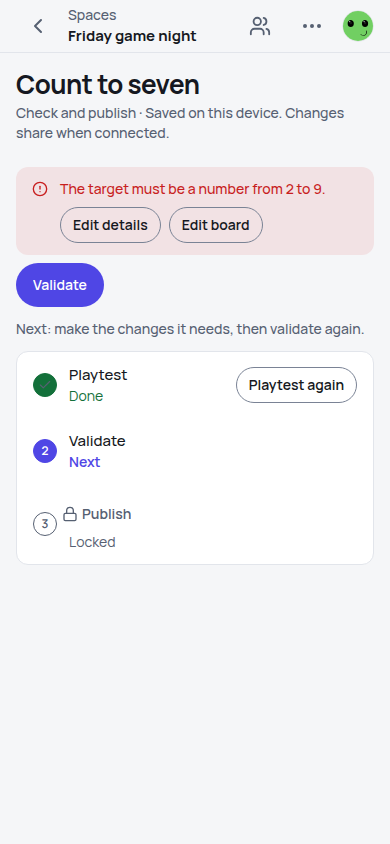 Spaces
Friday game night
Count to seven
Check and publish · Saved on this device. Changes
share when connected.
The target must be a number from 2 to 9.
Edit details
Edit board
Validate
Next: make the changes it needs, then validate again.
Playtest
Done
Playtest again
2
Validate
Next
3
Publish
Locked